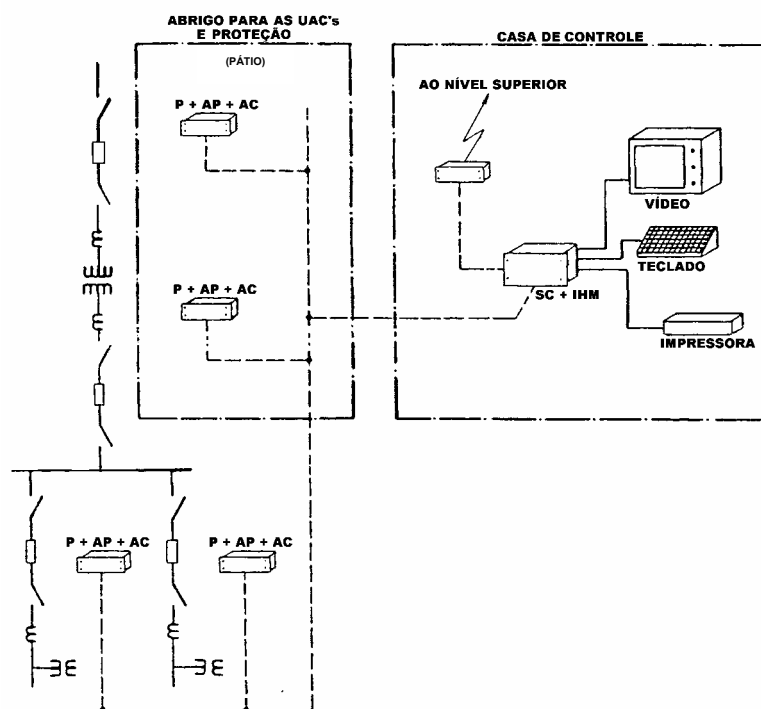 ABRIGO PARA AS UAC's
E PROTEÇÃO
(PÁTIO)
P + AP + AC
P + AP + AC
CASA DE CONTROLE
AO NÍVEL SUPERIOR
VÍDEO
TECLADO
SC + IHM
IMPRESSORA
P + AP + AC
P + AP + AC